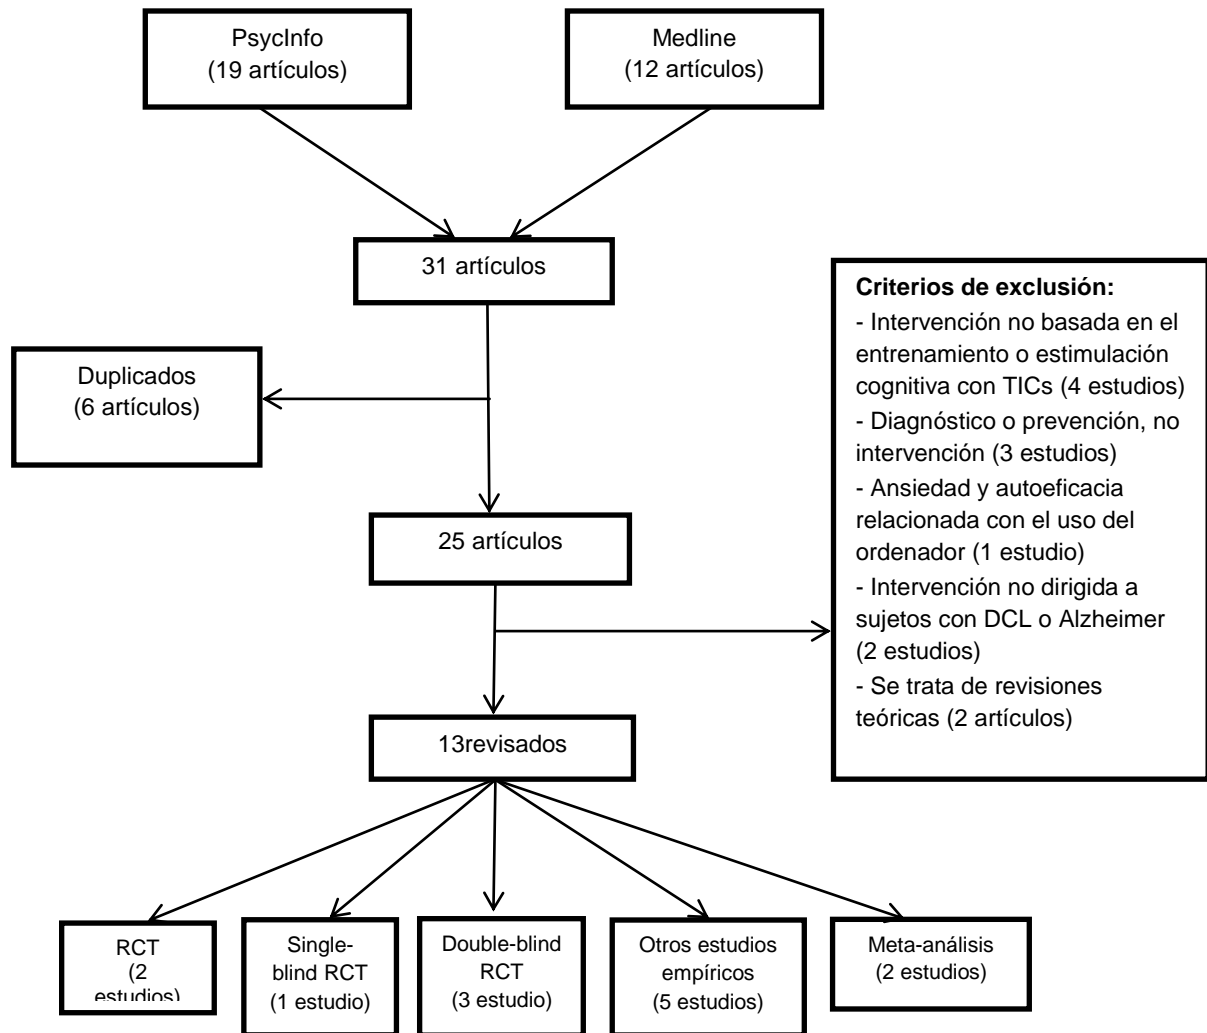 PsycInfo
(19 artículos)
Medline
(12 artículos)
31 artículos
Duplicados
(6 artículos)
25 artículos
Criterios de exclusión:
- Intervención no basada en el
entrenamiento o estimulación
cognitiva con TICs (4 estudios)
- Diagnóstico o prevención, no
intervención (3 estudios)
- Ansiedad y autoeficacia
relacionada con el uso del
ordenador (1 estudio)
- Intervención no dirigida a
sujetos con DCL o Alzheimer
(2 estudios)
- Se trata de revisiones
teóricas (2 artículos)
13revisados
RCT
(2
estudios)
Single-
blind RCT
(1 estudio)
Double-blind
RCT
(3 estudio)
Otros estudios
empíricos
(5 estudios)
Meta-análisis
(2 estudios)